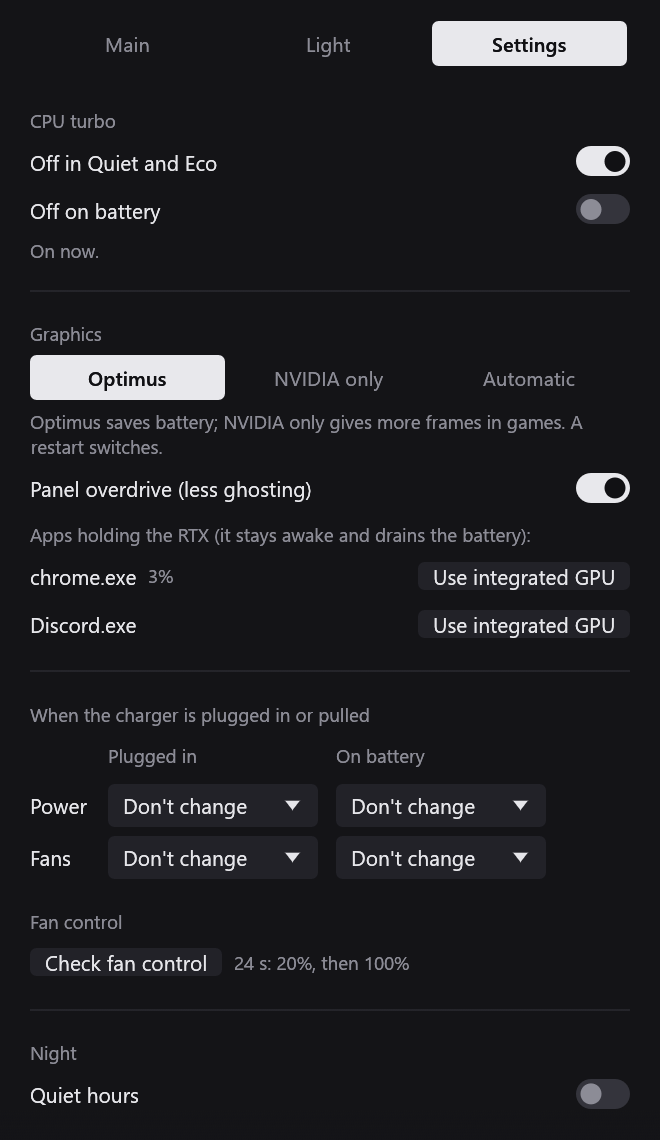 Main Light Settings
CPU turbo
Off in Quiet and Eco
Off on battery
On now.
Graphics
Optimus NVIDIA only Automatic
Optimus saves battery; NVIDIA only gives more frames in games. A
restart switches.
Panel overdrive (less ghosting)
Apps holding the RTX (it stays awake and drains the battery):
chrome.exe 3% Use integrated GPU
Discord.exe Use integrated GPU
When the charger is plugged in or pulled
Plugged in On battery
Power Don't change Don't change
Fans Don't change Don't change
Fan control
Check fan control 24 s: 20%, then 100%
Night
Quiet hours